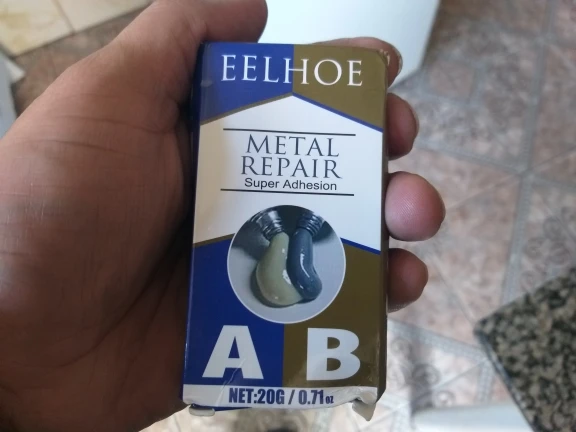 EELHOE
METAL
REPAIR
Super Adhesion
A B
NET:20G / 0.71oz